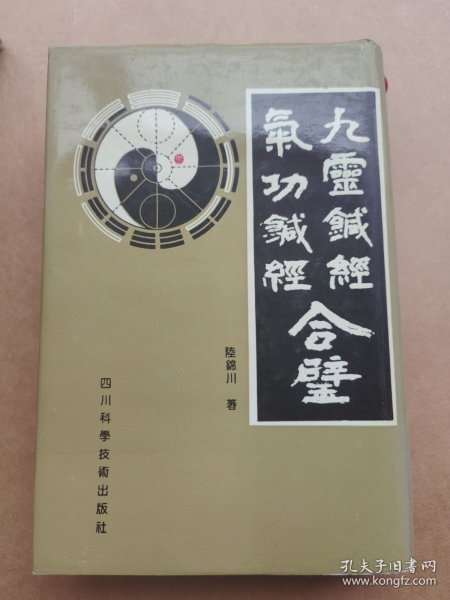 九靈鍼經
氣功鍼經
合璧
陸錦川 著
四川科學技術出版社
孔夫子旧书网
www.kongfz.com